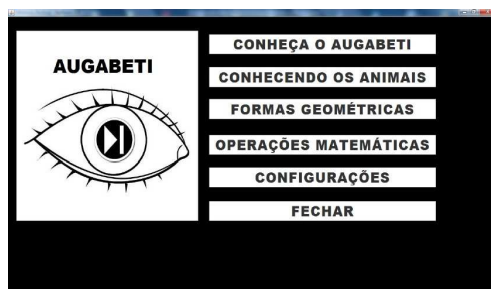 AUGABETI
CONHEÇA O AUGABETI
CONHECENDO OS ANIMAIS
FORMAS GEOMÉTRICAS
OPERAÇÕES MATEMÁTICAS
CONFIGURAÇÕES
FECHAR